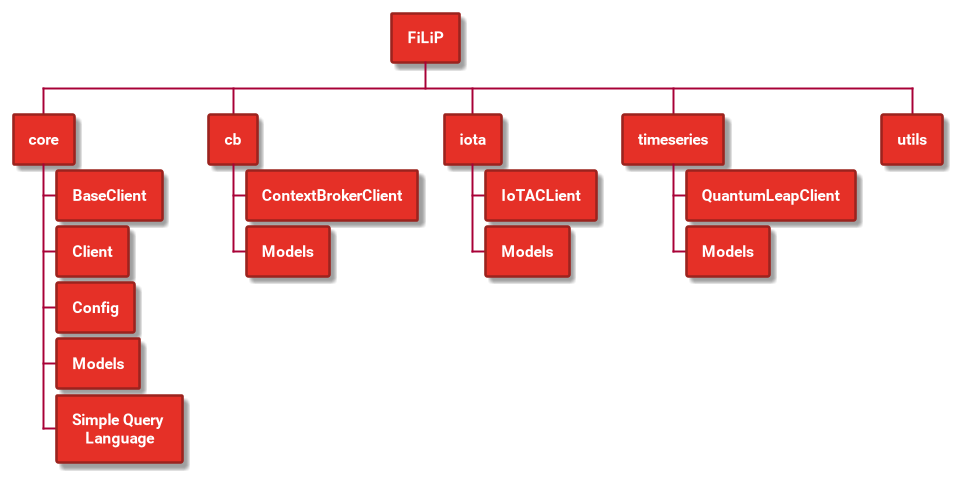 FiLiP
core
cb
iota
timeseries
utils
BaseClient
ContextBrokerClient
IoTACLient
QuantumLeapClient
Client
Models
Models
Models
Config
Models
Simple Query
Language